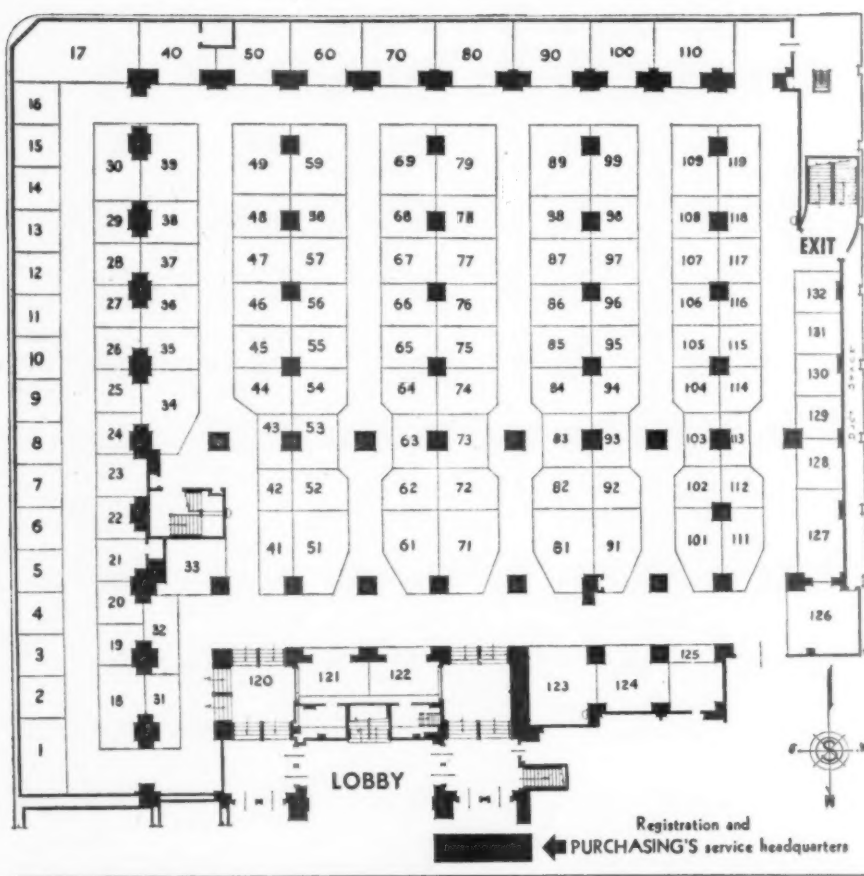 17 40 50 60 70 80 90 100 110
16
15 30 39 49 59 69 79 89 99 109 119
14
13 29 38 48 58 68 78 98 98 108 118
EXIT
12 28 37 47 57 67 77 87 97 107 117
11 27 36 46 56 66 76 86 96 106 116 132
10 26 35 45 55 65 75 85 95 105 115 131
9 25 34 44 54 64 74 84 94 104 114 130
8 24 43 53 63 73 83 93 103 113 129
7 23 42 52 62 72 82 92 102 112 128
6 22 41 51 61 71 81 91 101 111 127
5 21 33
4 20 32 126
3 19 125
2 18 31 120 121 122 123 124
1
LOBBY
S
Registration and
PURCHASING'S service headquarters